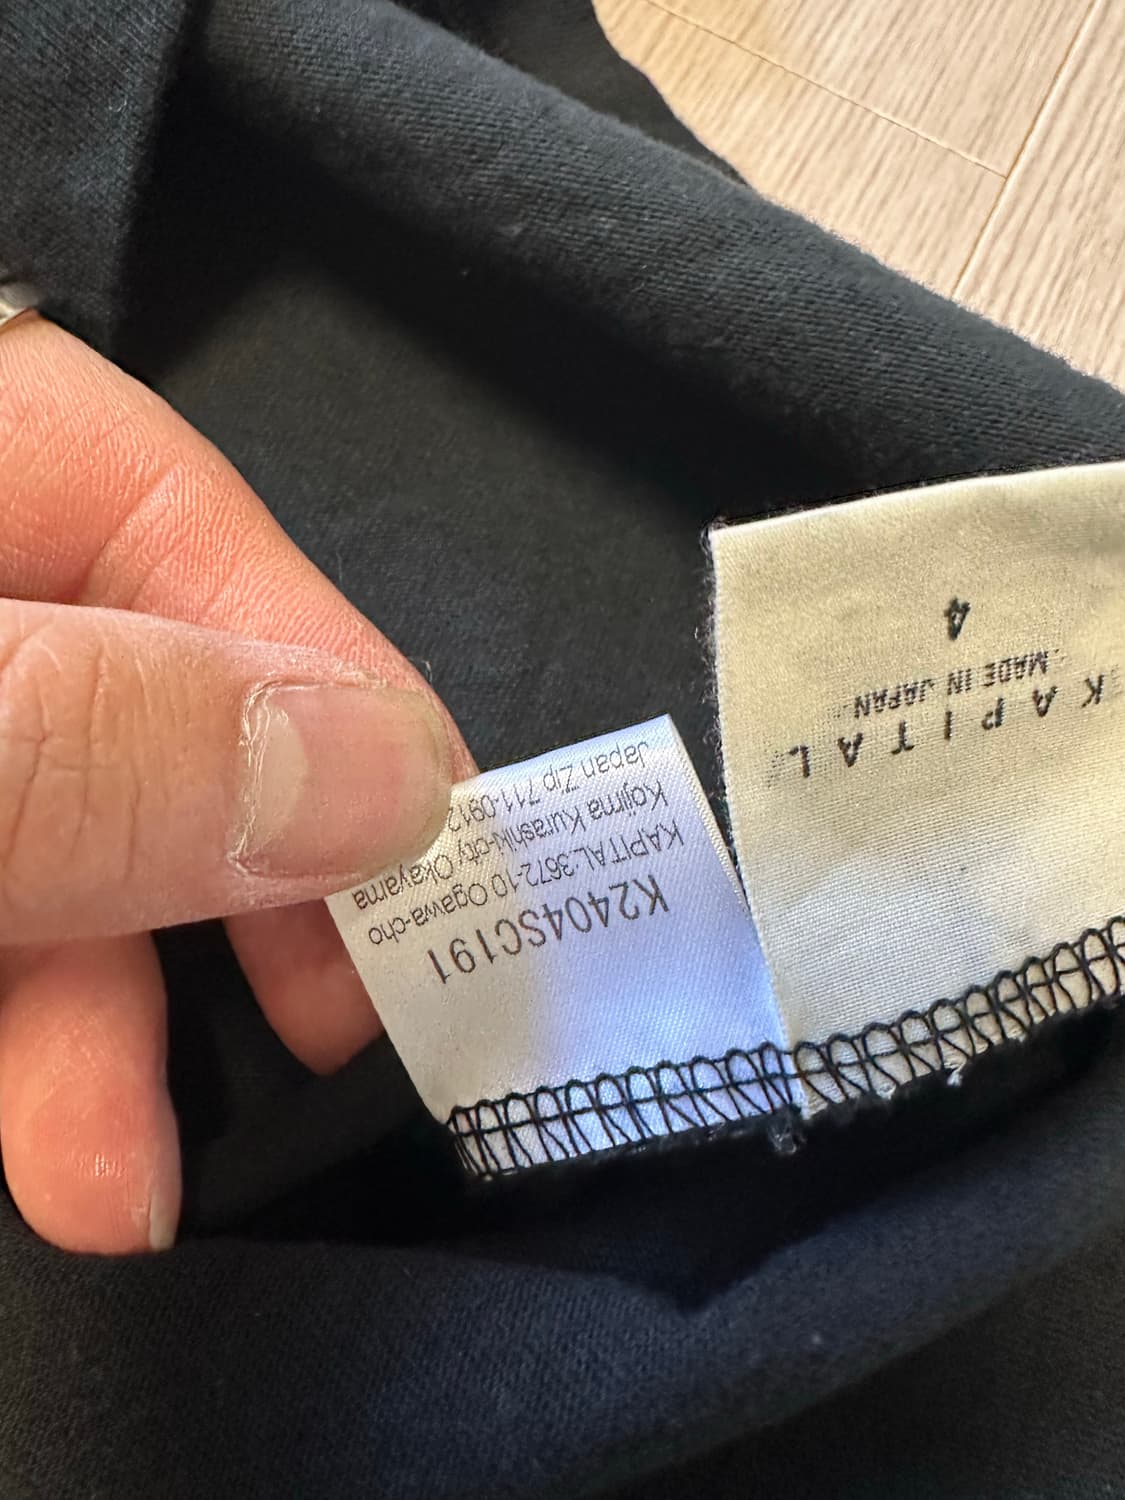 K2404SC191
KAPITAL:3672-10 Ogawa-cho
Kojima Kurashiki-city Okayama
Japan Zip 711-0912
KAPITAL
MADE IN JAPAN
4